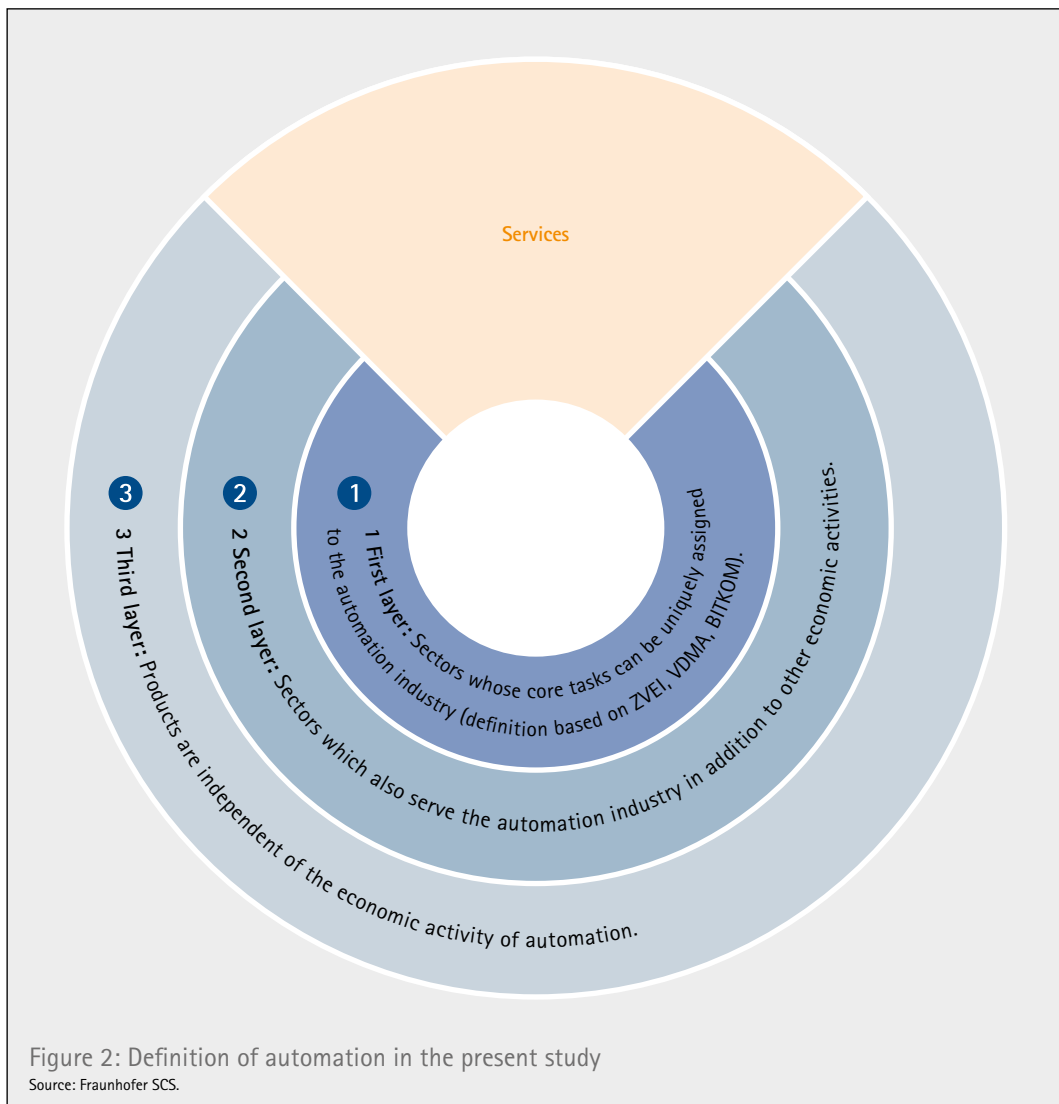 Services
1
1 First layer: Sectors whose core tasks can be uniquely assigned
to the automation industry (definition based on ZVEI, VDMA, BITKOM).
2
2 Second layer: Sectors which also serve the automation industry in addition to other economic activities.
3
3 Third layer: Products are independent of the economic activity of automation.
Figure 2: Definition of automation in the present study
Source: Fraunhofer SCS.